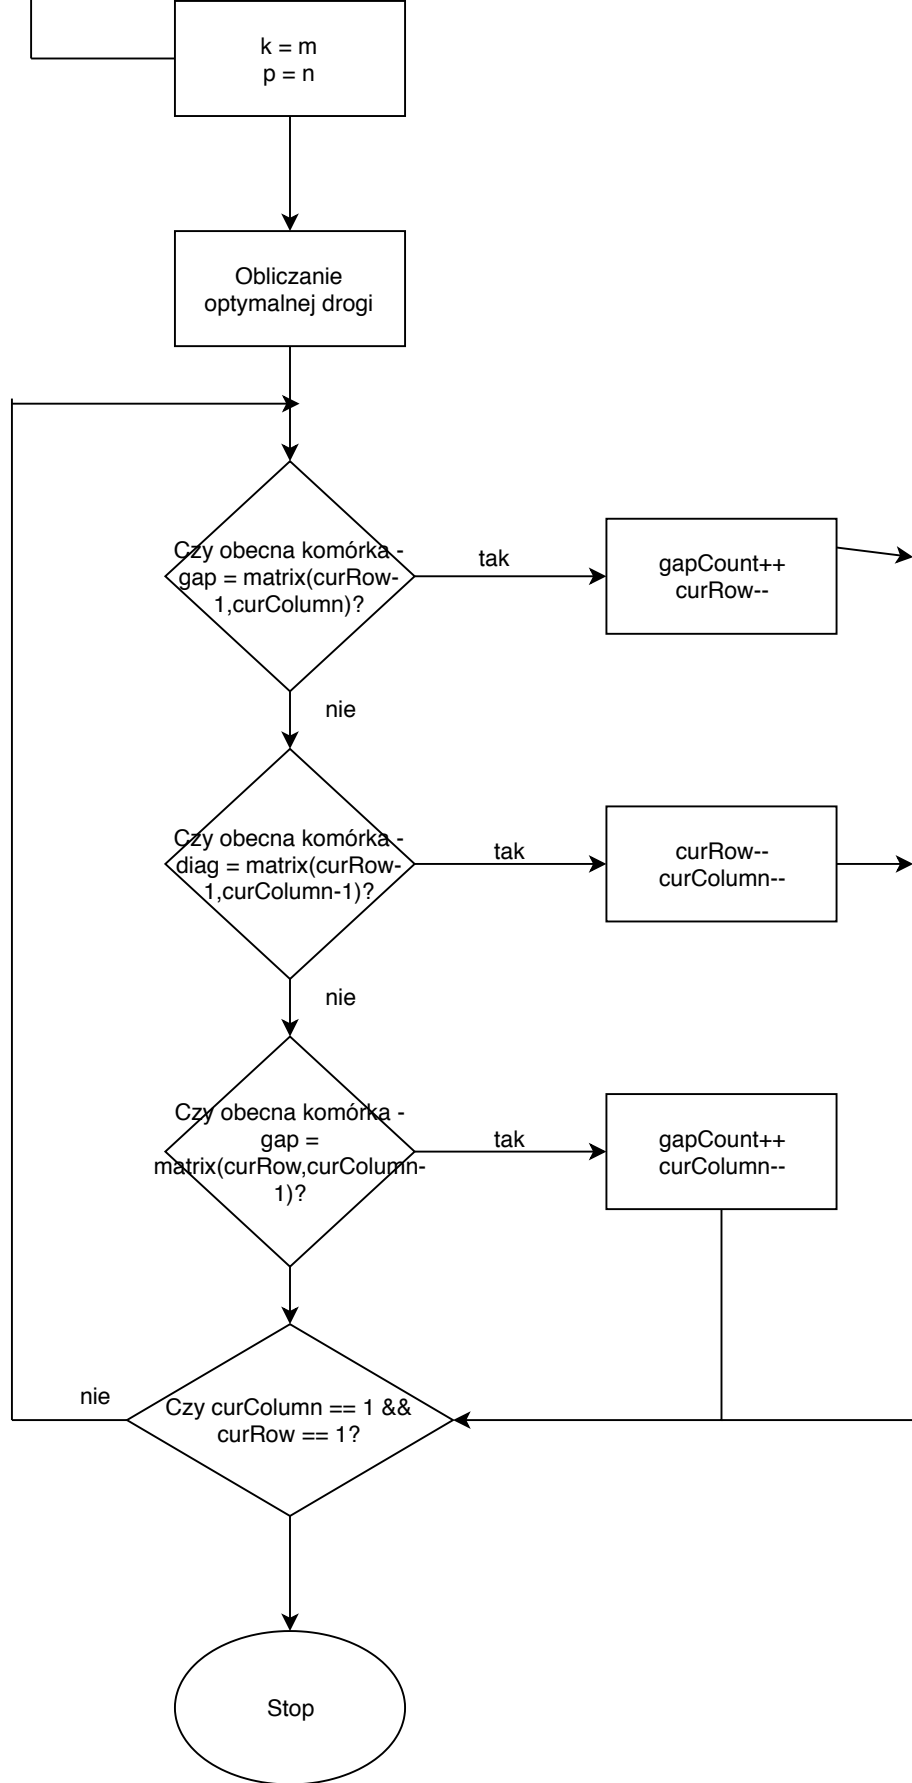 k = m
p = n
Obliczanie
optymalnej drogi
Czy obecna komórka -
gap = matrix(curRow-
1,curColumn)?
tak
gapCount++
curRow--
nie
Czy obecna komórka -
diag = matrix(curRow-
1,curColumn-1)?
tak
curRow--
curColumn--
nie
Czy obecna komórka -
gap =
matrix(curRow,curColumn-
1)?
tak
gapCount++
curColumn--
nie
Czy curColumn == 1 &&
curRow == 1?
Stop